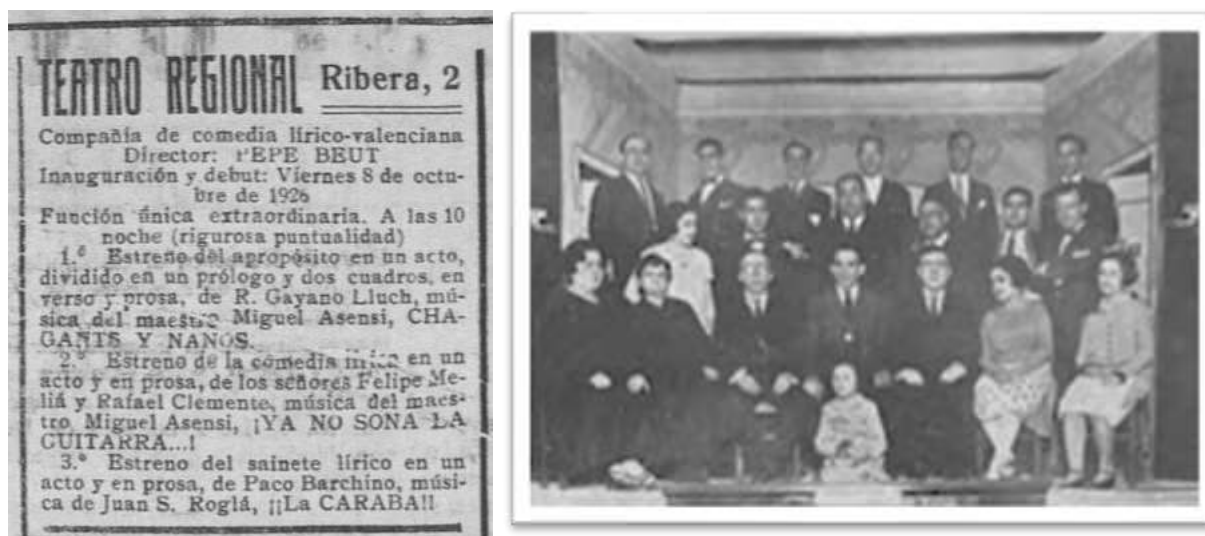 TEATRO REGIONAL Ribera, 2
Compañía de comedia lírico-valenciana
Director: PEPE BEUT
Inauguración y debut: Viernes 8 de octu-
bre de 1926
Función única extraordinaria. A las 10
noche (rigurosa puntualidad)
1.º Estreno del apropósito en un acto,
dividido en un prólogo y dos cuadros, en
verso y prosa, de R. Gayano Lluch, mú-
sica del maestro Miguel Asensi, CHA-
GANTS Y NANOS.
2.º Estreno de la comedia lírica en un
acto y en prosa, de los señores Felipe Me-
liá y Rafael Clemente, música del maes-
tro Miguel Asensi, ¡YA NO SONA LA
GUITARRA...!
3.º Estreno del sainete lírico en un
acto y en prosa, de Paco Barchino, músi-
ca de Juan S. Roglá, ¡¡La CARABA!!